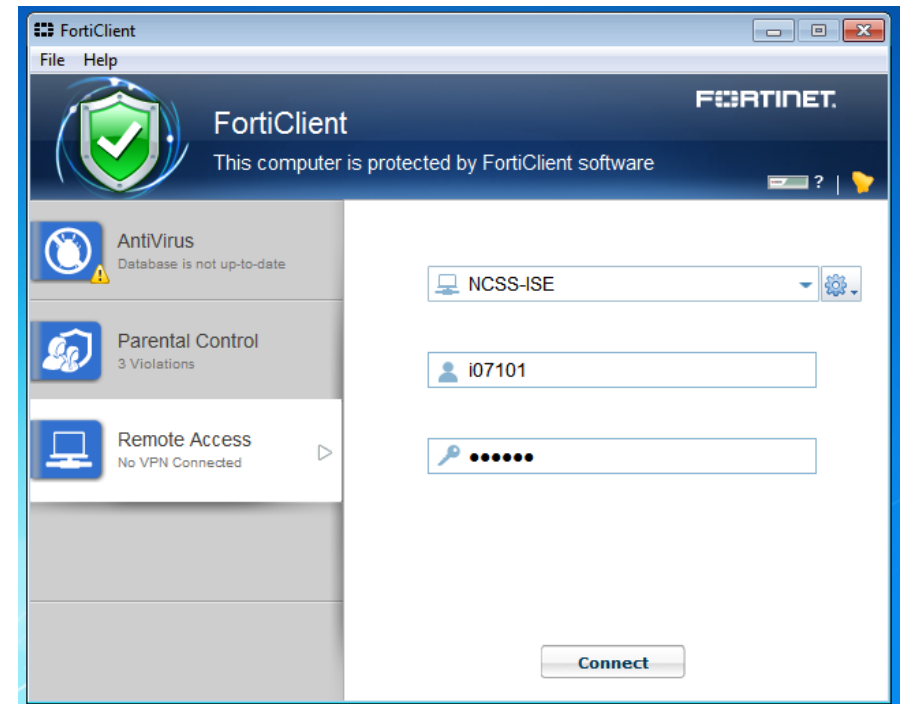 FortiClient
File Help
FORTINET.
FortiClient
This computer is protected by FortiClient software
? |
AntiVirus
Database is not up-to-date
NCSS-ISE
Parental Control
3 Violations
i07101
Remote Access
No VPN Connected
●●●●●●
Connect